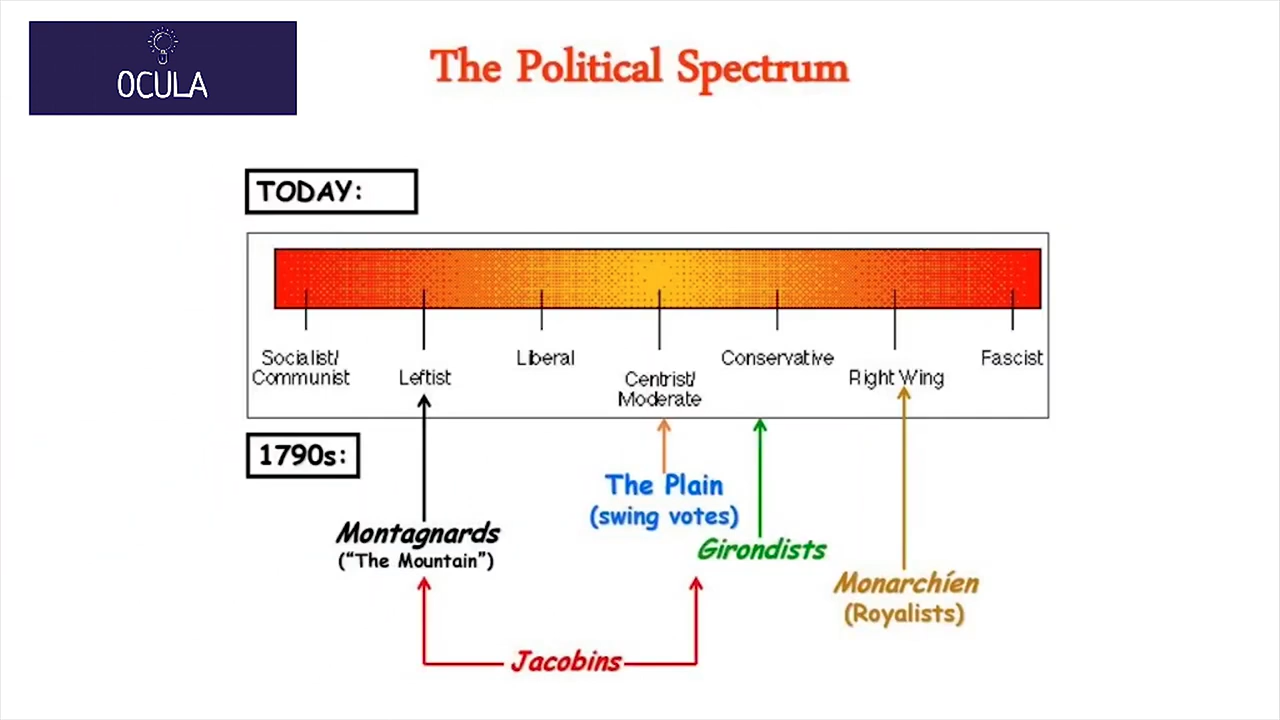 OCULA
The Political Spectrum
TODAY:
Socialist/
Communist
Leftist
Liberal
Centrist/
Moderate
Conservative
Right Wing
Fascist
1790s:
Montagnards
(“The Mountain”)
The Plain
(swing votes)
Girondists
Monarchíen
(Royalists)
Jacobins